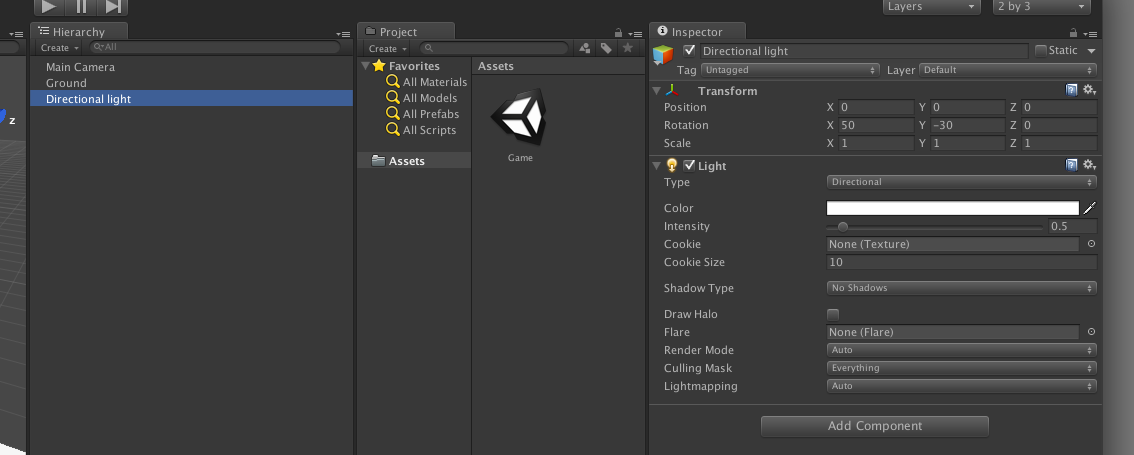 Layers
2 by 3
Hierarchy
Create
All
Main Camera
Ground
Directional light
z
Project
Create
Favorites
All Materials
All Models
All Prefabs
All Scripts
Assets
Assets
Game
Inspector
Directional light
Static
Tag Untagged Layer Default
Transform
Position X 0 Y 0 Z 0
Rotation X 50 Y -30 Z 0
Scale X 1 Y 1 Z 1
Light
Type Directional
Color
Intensity 0.5
Cookie None (Texture)
Cookie Size 10
Shadow Type No Shadows
Draw Halo
Flare None (Flare)
Render Mode Auto
Culling Mask Everything
Lightmapping Auto
Add Component